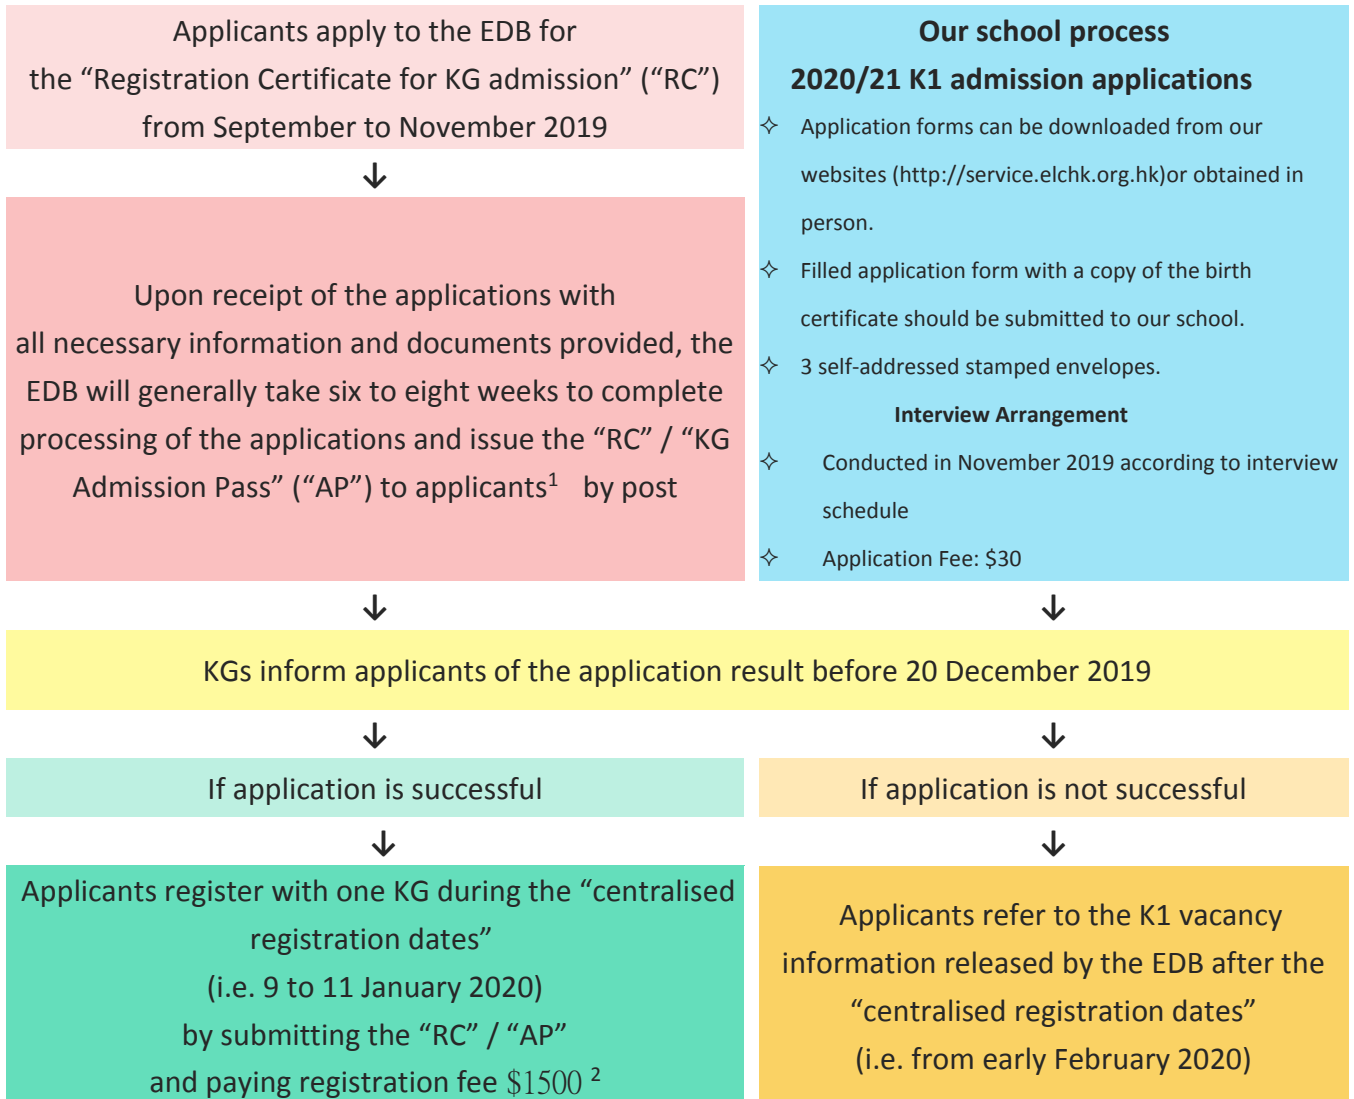 Applicants apply to the EDB for
the “Registration Certificate for KG admission” (“RC”)
from September to November 2019
↓
Upon receipt of the applications with
all necessary information and documents provided, the
EDB will generally take six to eight weeks to complete
processing of the applications and issue the “RC” / “KG
Admission Pass” (“AP”) to applicants1 by post
Our school process
2020/21 K1 admission applications
✧ Application forms can be downloaded from our
websites (http://service.elchk.org.hk)or obtained in
person.
✧ Filled application form with a copy of the birth
certificate should be submitted to our school.
✧ 3 self-addressed stamped envelopes.
Interview Arrangement
✧ Conducted in November 2019 according to interview
schedule
✧ Application Fee: $30
↓ ↓
KGs inform applicants of the application result before 20 December 2019
↓ ↓
If application is successful
↓
Applicants register with one KG during the “centralised
registration dates”
(i.e. 9 to 11 January 2020)
by submitting the “RC” / “AP”
and paying registration fee $1500 2
If application is not successful
↓
Applicants refer to the K1 vacancy
information released by the EDB after the
“centralised registration dates”
(i.e. from early February 2020)